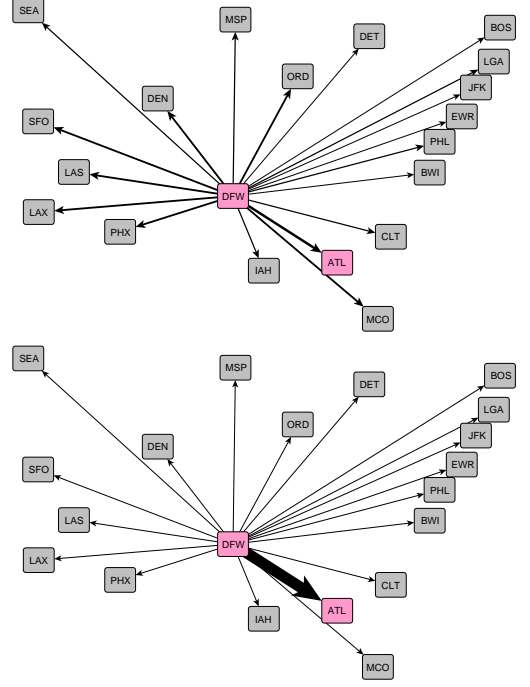 SEA
MSP
BOS
DET
LGA
ORD
JFK
DEN
EWR
SFO
PHL
LAS
BWI
DFW
LAX
PHX
CLT
ATL
IAH
MCO
SEA
MSP
BOS
DET
LGA
ORD
JFK
DEN
EWR
SFO
PHL
LAS
BWI
DFW
LAX
PHX
CLT
ATL
IAH
MCO